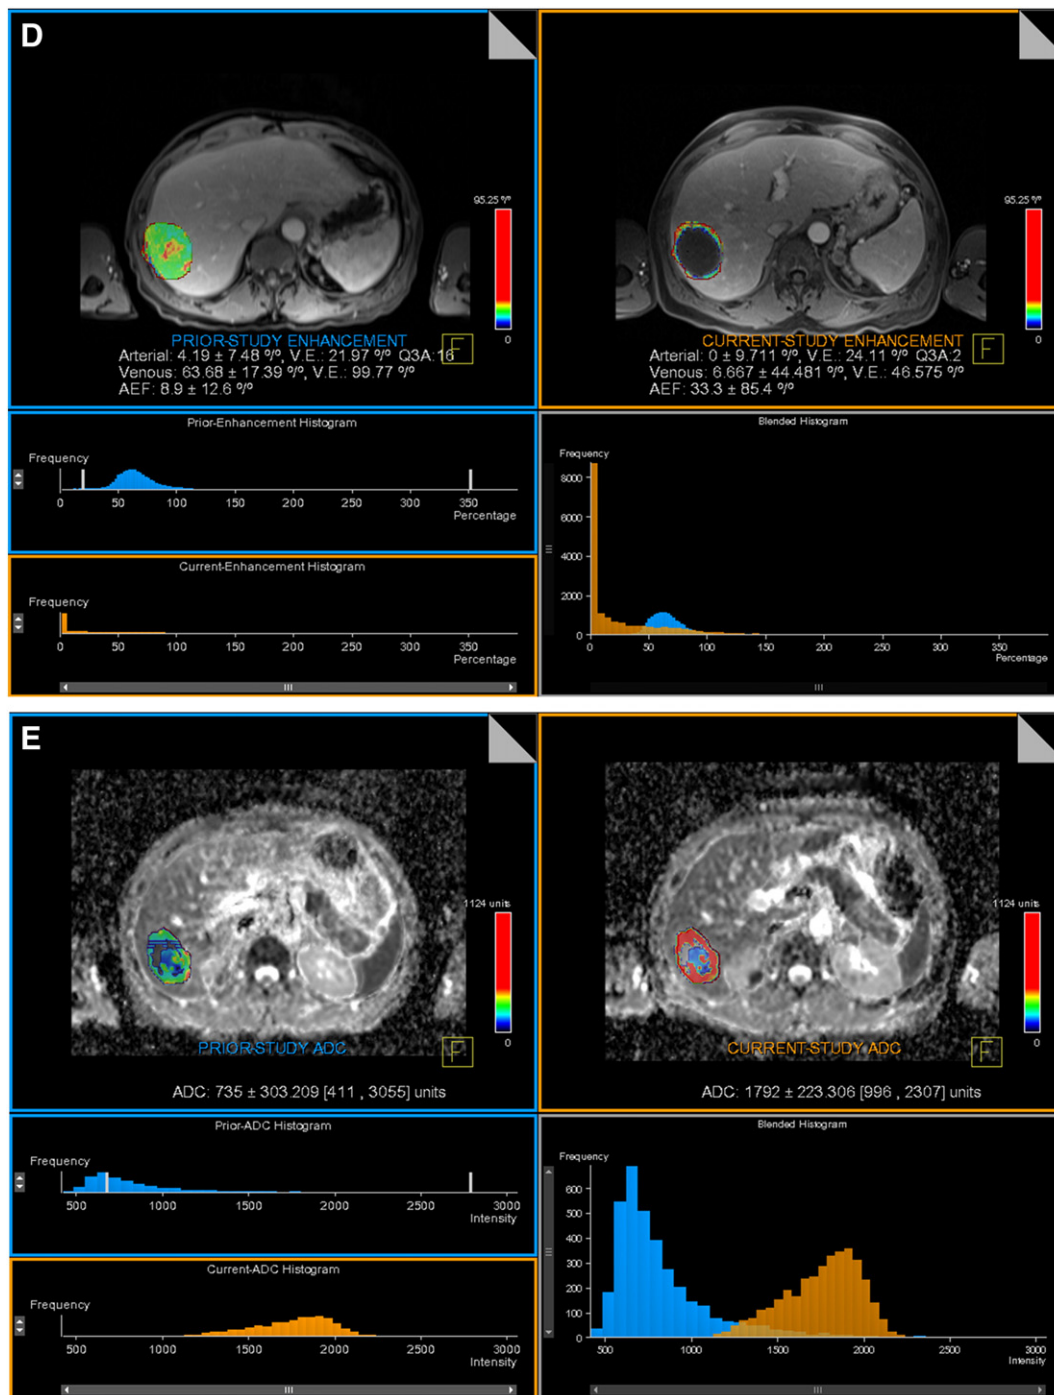 D
95.25 %
0
PRIOR-STUDY ENHANCEMENT
F
Arterial: 4.19 ± 7.48 %, V.E.: 21.97 % Q3A:16
Venous: 63.68 ± 17.39 %, V.E.: 99.77 %
AEF: 8.9 ± 12.6 %
95.25 %
0
CURRENT-STUDY ENHANCEMENT
F
Arterial: 0 ± 9.711 %, V.E.: 24.11 % Q3A:2
Venous: 6.667 ± 44.481 %, V.E.: 46.575 %
AEF: 33.3 ± 85.4 %
Prior-Enhancement Histogram
Frequency
0 50 100 150 200 250 300 350
Percentage
Current-Enhancement Histogram
Frequency
0 50 100 150 200 250 300 350
Percentage
Blended Histogram
Frequency
8000
6000
4000
2000
0
0 50 100 150 200 250 300 350
Percentage
E
1124 units
0
PRIOR-STUDY ADC
F
ADC: 735 ± 303.209 [411 , 3055] units
1124 units
0
CURRENT-STUDY ADC
F
ADC: 1792 ± 223.306 [996 , 2307] units
Prior-ADC Histogram
Frequency
500 1000 1500 2000 2500 3000
Intensity
Current-ADC Histogram
Frequency
500 1000 1500 2000 2500 3000
Intensity
Blended Histogram
Frequency
600
500
400
300
200
100
0
500 1000 1500 2000 2500 3000
Intensity